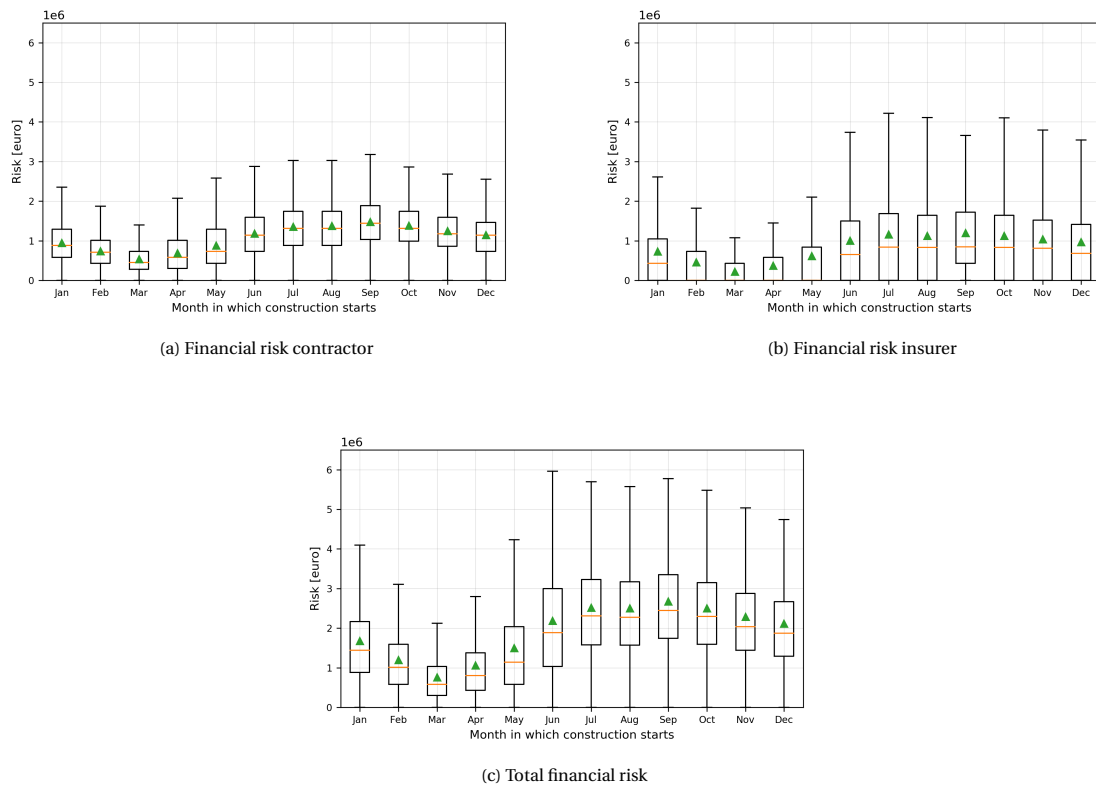 1e6
6
5
4
3
2
1
0
Risk [euro]
Jan Feb Mar Apr May Jun Jul Aug Sep Oct Nov Dec
Month in which construction starts
(a) Financial risk contractor
1e6
6
5
4
3
2
1
0
Risk [euro]
Jan Feb Mar Apr May Jun Jul Aug Sep Oct Nov Dec
Month in which construction starts
(b) Financial risk insurer
1e6
6
5
4
3
2
1
0
Risk [euro]
Jan Feb Mar Apr May Jun Jul Aug Sep Oct Nov Dec
Month in which construction starts
(c) Total financial risk